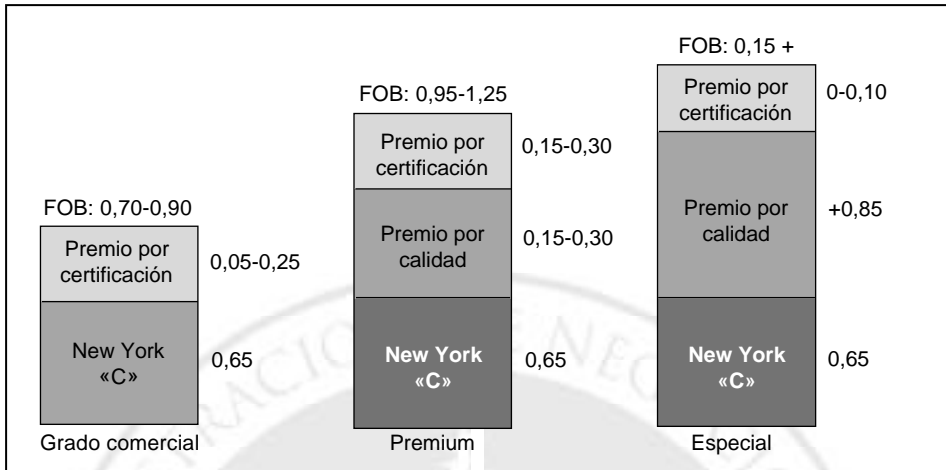 FOB: 0,70-0,90
Premio por
certificación
0,05-0,25
New York
«C»
0,65
Grado comercial
FOB: 0,95-1,25
Premio por
certificación
0,15-0,30
Premio por
calidad
0,15-0,30
New York
«C»
0,65
Premium
FOB: 0,15 +
Premio por
certificación
0-0,10
Premio por
calidad
+0,85
New York
«C»
0,65
Especial